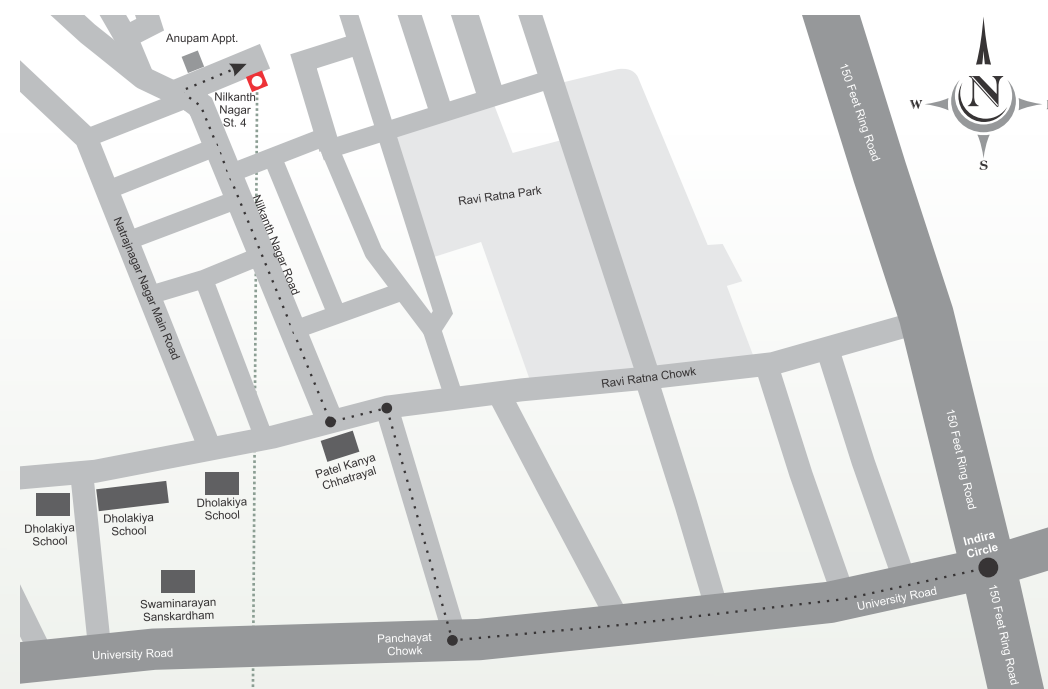 Anupam Appt.
Nilkanth
Nagar
St. 4
150 Feet Ring Road
N
W
S
Ravi Ratna Park
Natrajnagar Nagar Main Road
Nilkanth Nagar Road
Ravi Ratna Chowk
150 Feet Ring Road
Patel Kanya
Chhatrayal
Dholakiya
School
Dholakiya
School
Dholakiya
School
Indira
Circle
Swaminarayan
Sanskardham
University Road
150 Feet Ring Road
Panchayat
Chowk
University Road